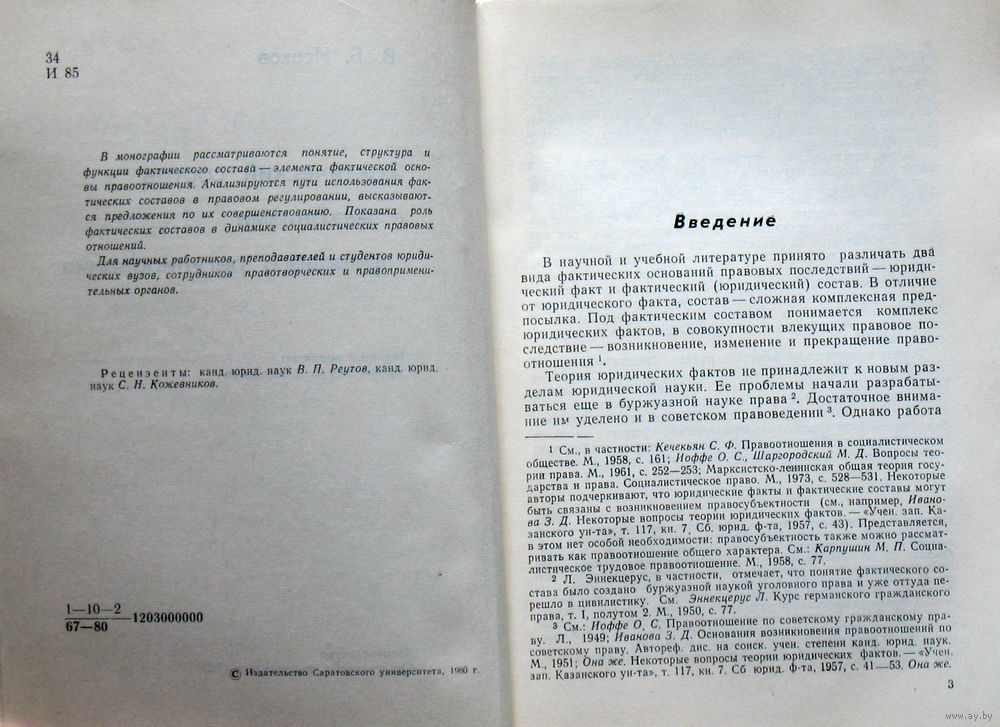 34
И 85
В монографии рассматриваются понятие, структура и
функции фактического состава — элемента фактической осно-
вы правоотношения. Анализируются пути использования фак-
тических составов в правовом регулировании, высказывают-
ся предложения по их совершенствованию. Показана роль
фактических составов в динамике социалистических правовых
отношений.
Для научных работников, преподавателей и студентов юриди-
ческих вузов, сотрудников правотворческих и правопримени-
тельных органов.
Рецензенты: канд. юрид. наук В. П. Реутов, канд. юрид.
наук С. Н. Кожевников.
1—10—2
67—80
—1203000000
© Издательство Саратовского университета, 1980 г.
В. Б. Исаков
Введение
В научной и учебной литературе принято различать два
вида фактических оснований правовых последствий — юриди-
ческий факт и фактический (юридический) состав. В отличие
от юридического факта, состав — сложная комплексная пред-
посылка. Под фактическим составом понимается комплекс
юридических фактов, в совокупности влекущих правовое по-
следствие — возникновение, изменение и прекращение право-
отношения 1.
Теория юридических фактов не принадлежит к новым раз-
делам юридической науки. Ее проблемы начали разрабаты-
ваться еще в буржуазной науке права 2. Достаточное внима-
ние им уделено и в советском правоведении 3. Однако работа
1 См., в частности: Кечекьян С. Ф. Правоотношения в социалистическом
обществе. М., 1958, с. 161; Иоффе О. С., Шаргородский М. Д. Вопросы тео-
рии права. М., 1961, с. 252—253; Марксистско-ленинская общая теория госу-
дарства и права. Социалистическое право. М., 1973, с. 528—531. Некоторые
авторы подчеркивают, что юридические факты и фактические составы могут
быть связаны с возникновением правосубъектности (см., например, Ивано-
ва З. Д. Некоторые вопросы теории юридических фактов. — «Учен. зап. Ка-
занского ун-та», т. 117, кн. 7, Сб. юрид. ф-та, 1957, с. 43). Представляется,
в этом нет особой необходимости: правосубъектность также можно рассмат-
ривать как правоотношение общего характера. См.: Карпушин М. П. Социа-
листическое трудовое правоотношение. М., 1958, с. 77.
2 Л. Эннекцерус, в частности, отмечает, что понятие фактического со-
става было создано буржуазной наукой уголовного права и уже оттуда пе-
решло в цивилистику. См. Эннекцерус Л. Курс германского гражданского
права, т. I, полутом 2. М., 1950, с. 77.
3 См.: Иоффе О. С. Правоотношение по советскому гражданскому пра-
ву. Л., 1949; Иванова З. Д. Основания возникновения правоотношений по
советскому праву. Автореф. дис. на соиск. учен. степени канд. юрид. наук.
М., 1951; Она же. Некоторые вопросы теории юридических фактов. — «Учен.
зап. Казанского ун-та», т. 117, кн. 7. Сб юрид. ф-та, 1957, с. 41—53. Она же.
3
www.ay.by